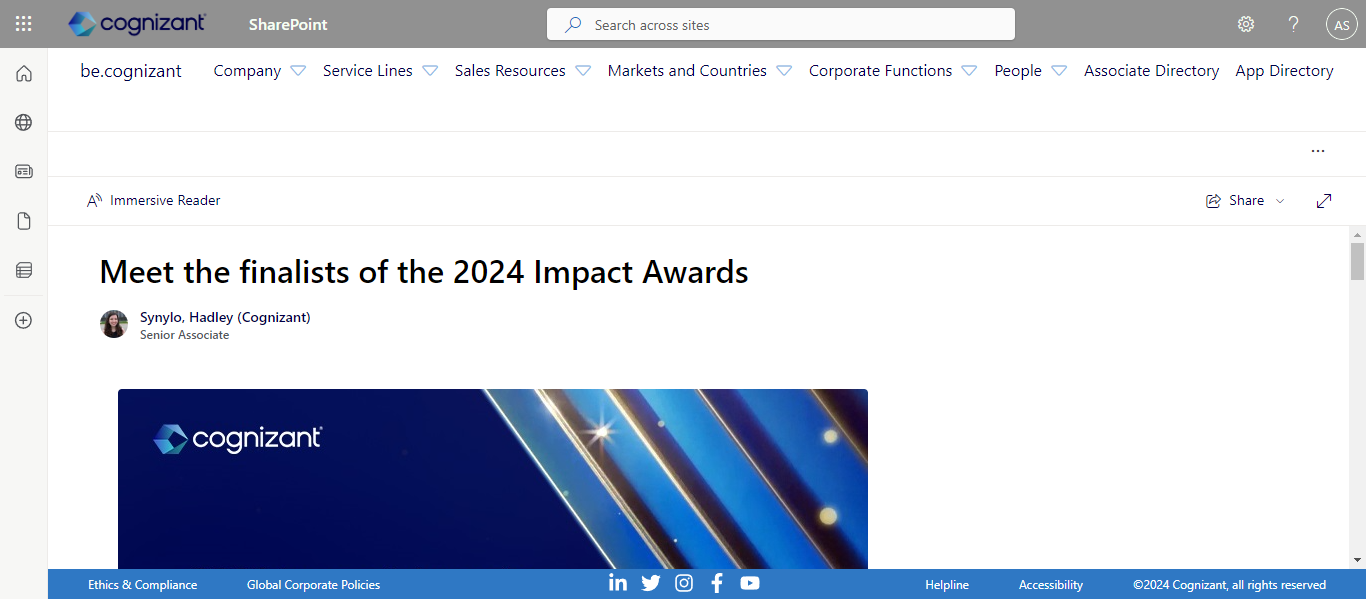 cognizant
SharePoint
Search across sites
?
AS
be.cognizant Company Service Lines Sales Resources Markets and Countries Corporate Functions People Associate Directory App Directory
...
Immersive Reader
Share
Meet the finalists of the 2024 Impact Awards
Synylo, Hadley (Cognizant)
Senior Associate
cognizant
Ethics & Compliance Global Corporate Policies Helpline Accessibility ©2024 Cognizant, all rights reserved